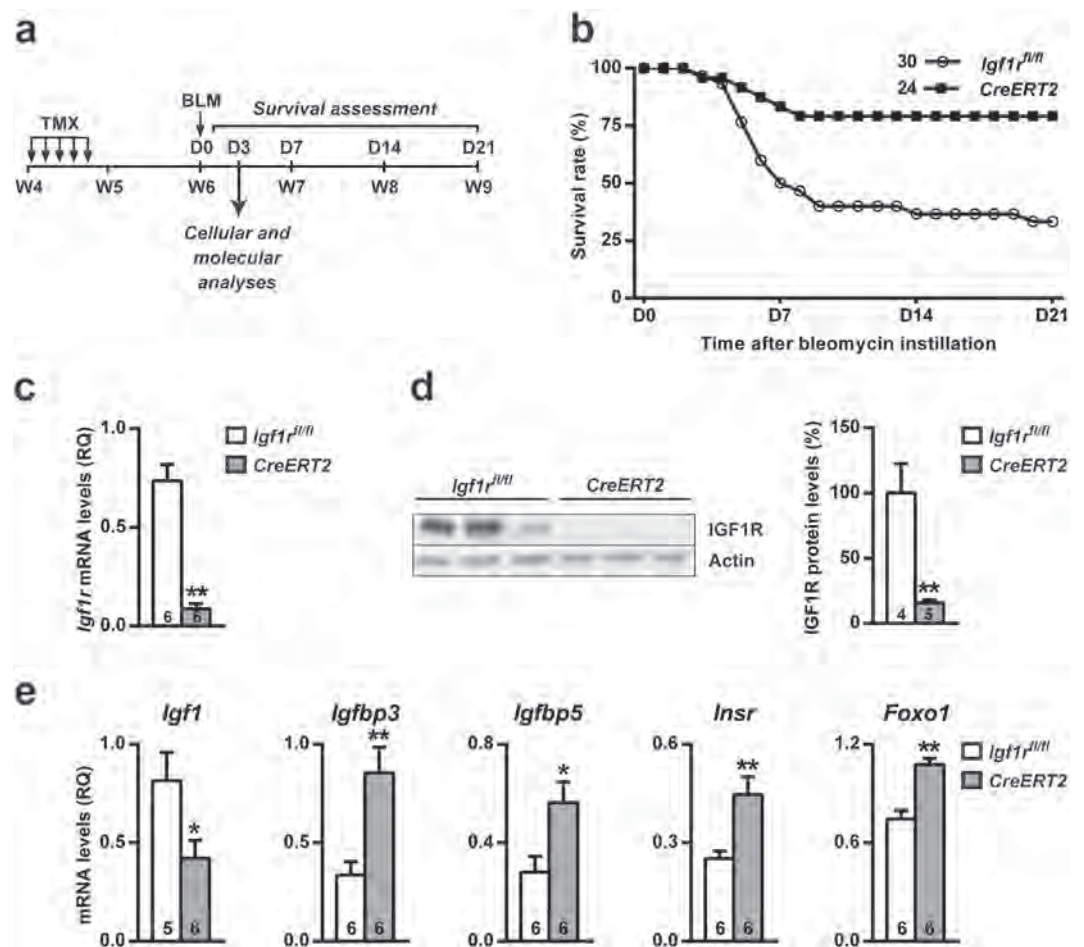 a
TMX
BLM
Survival assessment
D0 D3 D7 D14 D21
W4 W5 W6 W7 W8 W9
Cellular and
molecular
analyses
b
30 Igf1r^fl/fl
24 CreERT2
Survival rate (%)
100
75
50
25
0
D0 D7 D14 D21
Time after bleomycin instillation
c
Igf1r mRNA levels (RQ)
1.0
0.5
0.0
**
6 6
Igf1r^fl/fl
CreERT2
d
Igf1r^fl/fl CreERT2
IGF1R
Actin
IGF1R protein levels (%)
150
100
50
0
**
4 5
Igf1r^fl/fl
CreERT2
e
mRNA levels (RQ)
Igf1
1.0
0.5
0.0
*
5 6
Igfbp3
1.0
0.5
0.0
**
6 6
Igfbp5
0.8
0.4
0.0
*
6 6
Insr
0.6
0.3
0.0
**
6 6
Foxo1
1.2
0.6
0.0
**
6 6
Igf1r^fl/fl
CreERT2